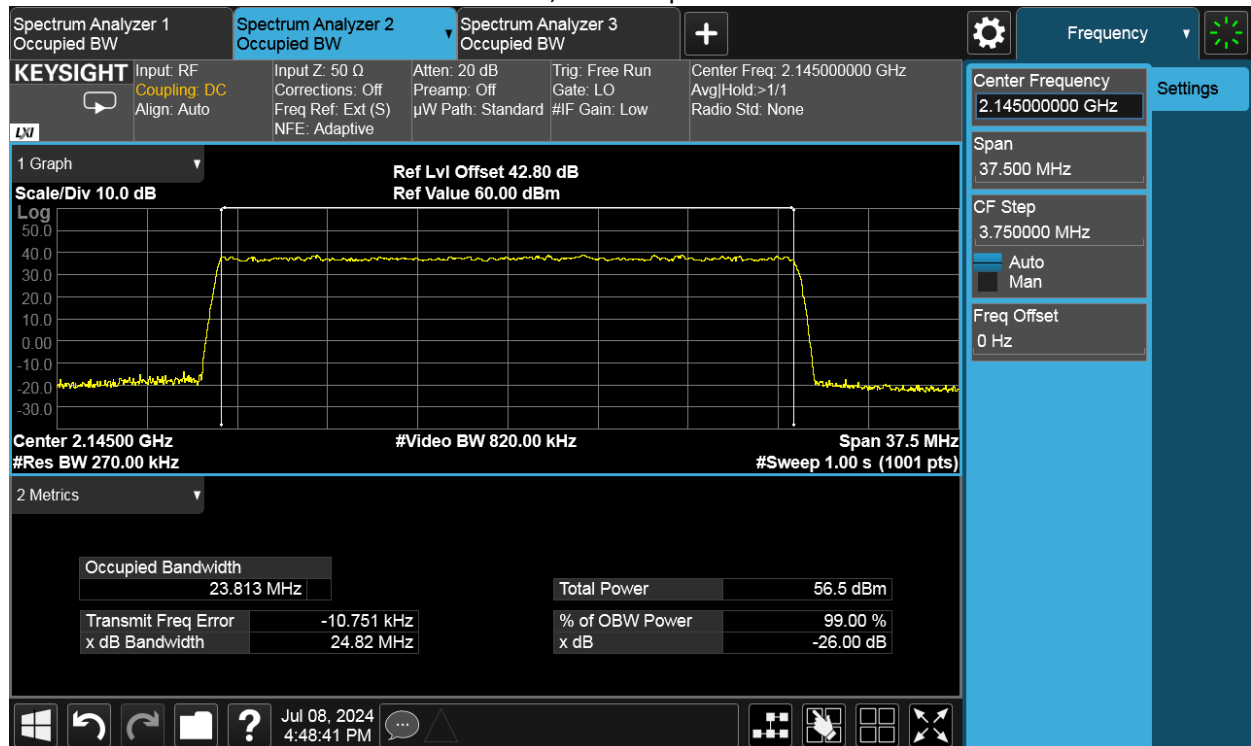 Spectrum Analyzer 1
Occupied BW
Spectrum Analyzer 2
Occupied BW
Spectrum Analyzer 3
Occupied BW
+
Frequency
KEYSIGHT
LXI
Input: RF
Coupling: DC
Align: Auto
Input Z: 50 Ω
Corrections: Off
Freq Ref: Ext (S)
NFE: Adaptive
Atten: 20 dB
Preamp: Off
µW Path: Standard
Trig: Free Run
Gate: LO
#IF Gain: Low
Center Freq: 2.145000000 GHz
Avg|Hold:>1/1
Radio Std: None
Center Frequency
2.145000000 GHz
Settings
Span
37.500 MHz
CF Step
3.750000 MHz
Auto
Man
Freq Offset
0 Hz
1 Graph
Scale/Div 10.0 dB
Ref Lvl Offset 42.80 dB
Ref Value 60.00 dBm
Log
50.0
40.0
30.0
20.0
10.0
0.00
-10.0
-20.0
-30.0
Center 2.14500 GHz
#Video BW 820.00 kHz
Span 37.5 MHz
#Res BW 270.00 kHz
#Sweep 1.00 s (1001 pts)
2 Metrics
Occupied Bandwidth
23.813 MHz
Total Power 56.5 dBm
Transmit Freq Error -10.751 kHz
% of OBW Power 99.00 %
x dB Bandwidth 24.82 MHz
x dB -26.00 dB
?
Jul 08, 2024
4:48:41 PM